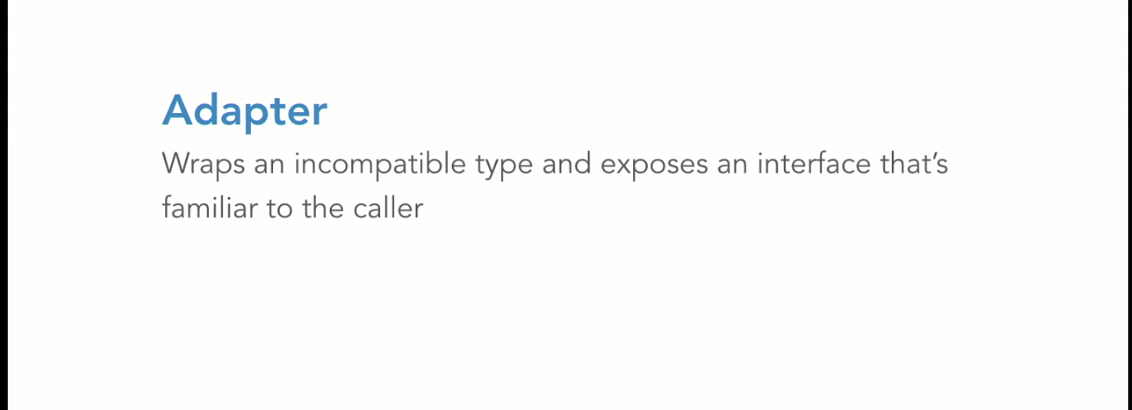 Adapter
Wraps an incompatible type and exposes an interface that’s
familiar to the caller